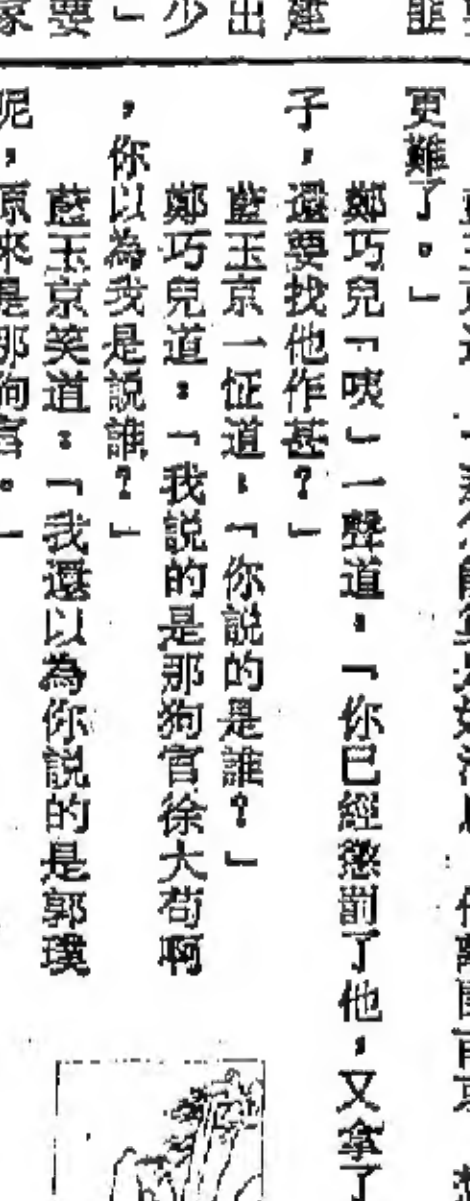 更難了。」
鄭巧兒「咦」一聲道:「你已經懲罰了他,又拿了
子,還要找他作甚?」
藍玉京一怔道:「你說的是誰?」
鄭巧兒道:「我說的是那狗官徐大苟啊
,你以為我是說誰?」
藍玉京笑道:「我還以為你說的是郭璞
呢,原來是那狗官。」